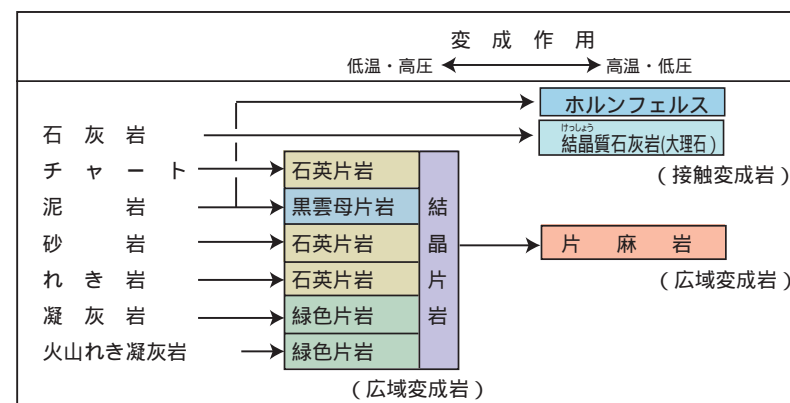 変成作用
低温・高圧 高温・低圧
ホルンフェルス
石灰岩 結晶質石灰岩(大理石)
けっしょう
チャート 石英片岩 (接触変成岩)
泥岩 黒雲母片岩
砂岩 石英片岩 結晶片岩 片麻岩
れき岩 石英片岩 (広域変成岩)
凝灰岩 緑色片岩
火山れき凝灰岩 緑色片岩
(広域変成岩)